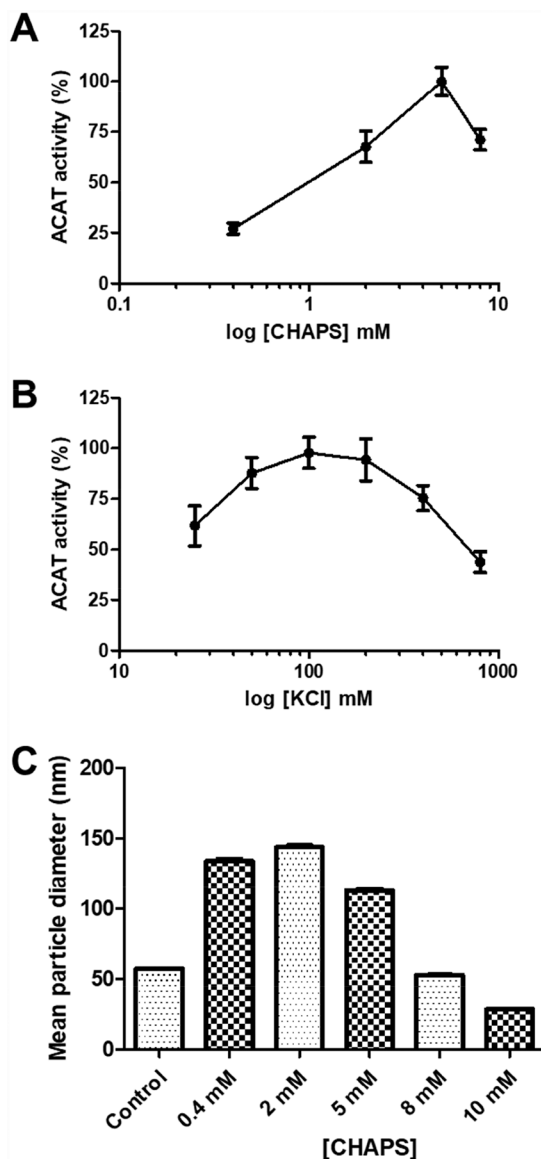 A
ACAT activity (%)
125
100
75
50
25
0
0.1
1
10
log [CHAPS] mM
B
ACAT activity (%)
125
100
75
50
25
0
10
100
1000
log [KCl] mM
C
Mean particle diameter (nm)
200
150
100
50
0
Control
0.4 mM
2 mM
5 mM
8 mM
10 mM
[CHAPS]